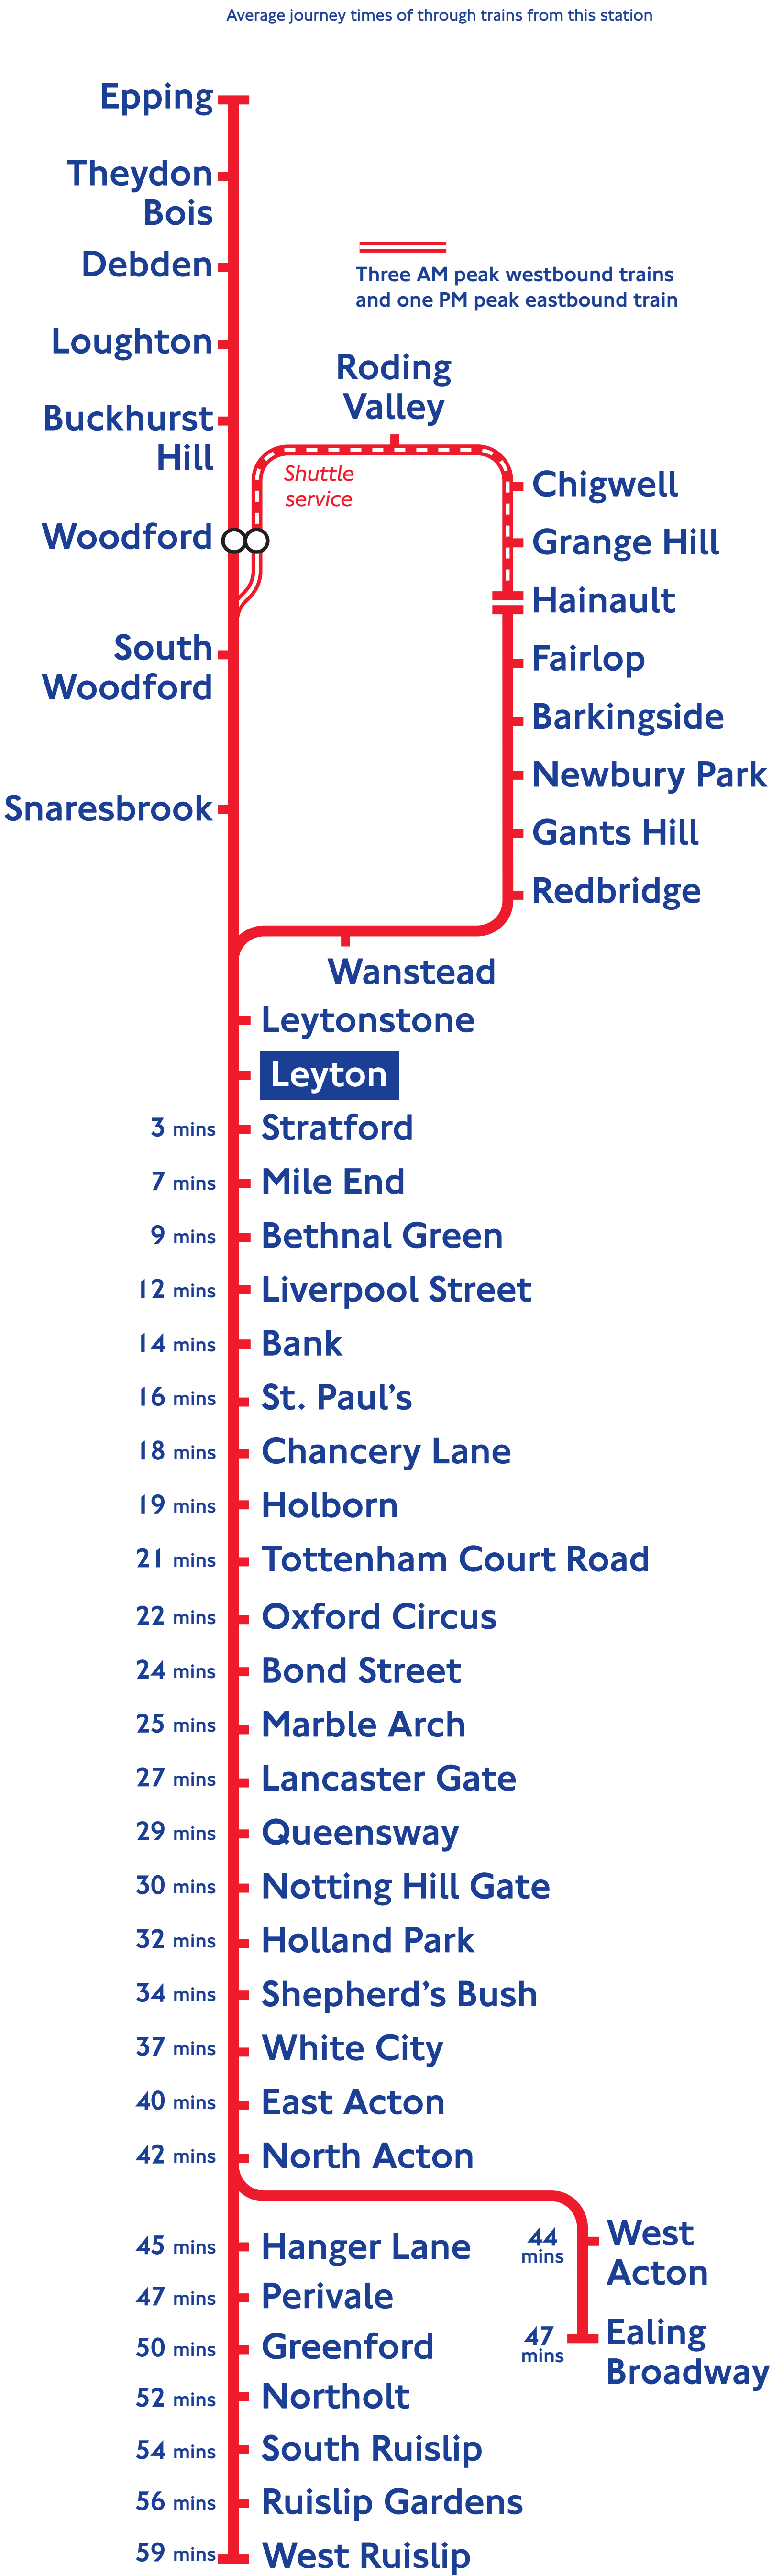 Average journey times of through trains from this station
Epping
Theydon
Bois
Debden
Three AM peak westbound trains
and one PM peak eastbound train
Loughton
Roding
Valley
Buckhurst
Hill
Shuttle
service
Chigwell
Woodford
Grange Hill
Hainault
South
Woodford
Fairlop
Barkingside
Newbury Park
Snaresbrook
Gants Hill
Redbridge
Wanstead
Leytonstone
Leyton
3 mins Stratford
7 mins Mile End
9 mins Bethnal Green
12 mins Liverpool Street
14 mins Bank
16 mins St. Paul's
18 mins Chancery Lane
19 mins Holborn
21 mins Tottenham Court Road
22 mins Oxford Circus
24 mins Bond Street
25 mins Marble Arch
27 mins Lancaster Gate
29 mins Queensway
30 mins Notting Hill Gate
32 mins Holland Park
34 mins Shepherd's Bush
37 mins White City
40 mins East Acton
42 mins North Acton
44
mins
West
Acton
45 mins Hanger Lane
47 mins Perivale
47
mins
Ealing
Broadway
50 mins Greenford
52 mins Northolt
54 mins South Ruislip
56 mins Ruislip Gardens
59 mins West Ruislip